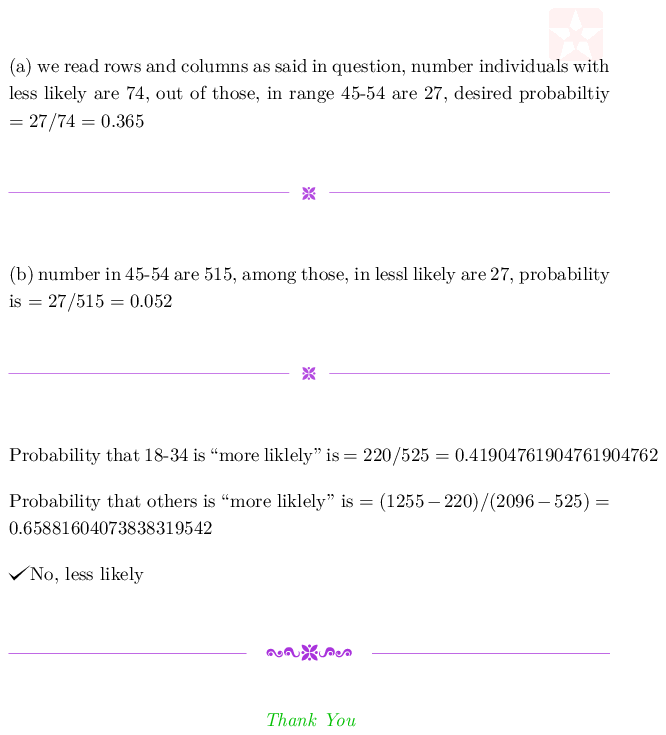 (a) we read rows and columns as said in question, number individuals with
less likely are 74, out of those, in range 45-54 are 27, desired probabiltiy
= 27/74 = 0.365
(b) number in 45-54 are 515, among those, in lessl likely are 27, probability
is = 27/515 = 0.052
Probability that 18-34 is “more liklely” is = 220/525 = 0.41904761904761904762
Probability that others is “more liklely” is = (1255 − 220)/(2096 − 525) =
0.65881604073838319542
✓No, less likely
Thank You